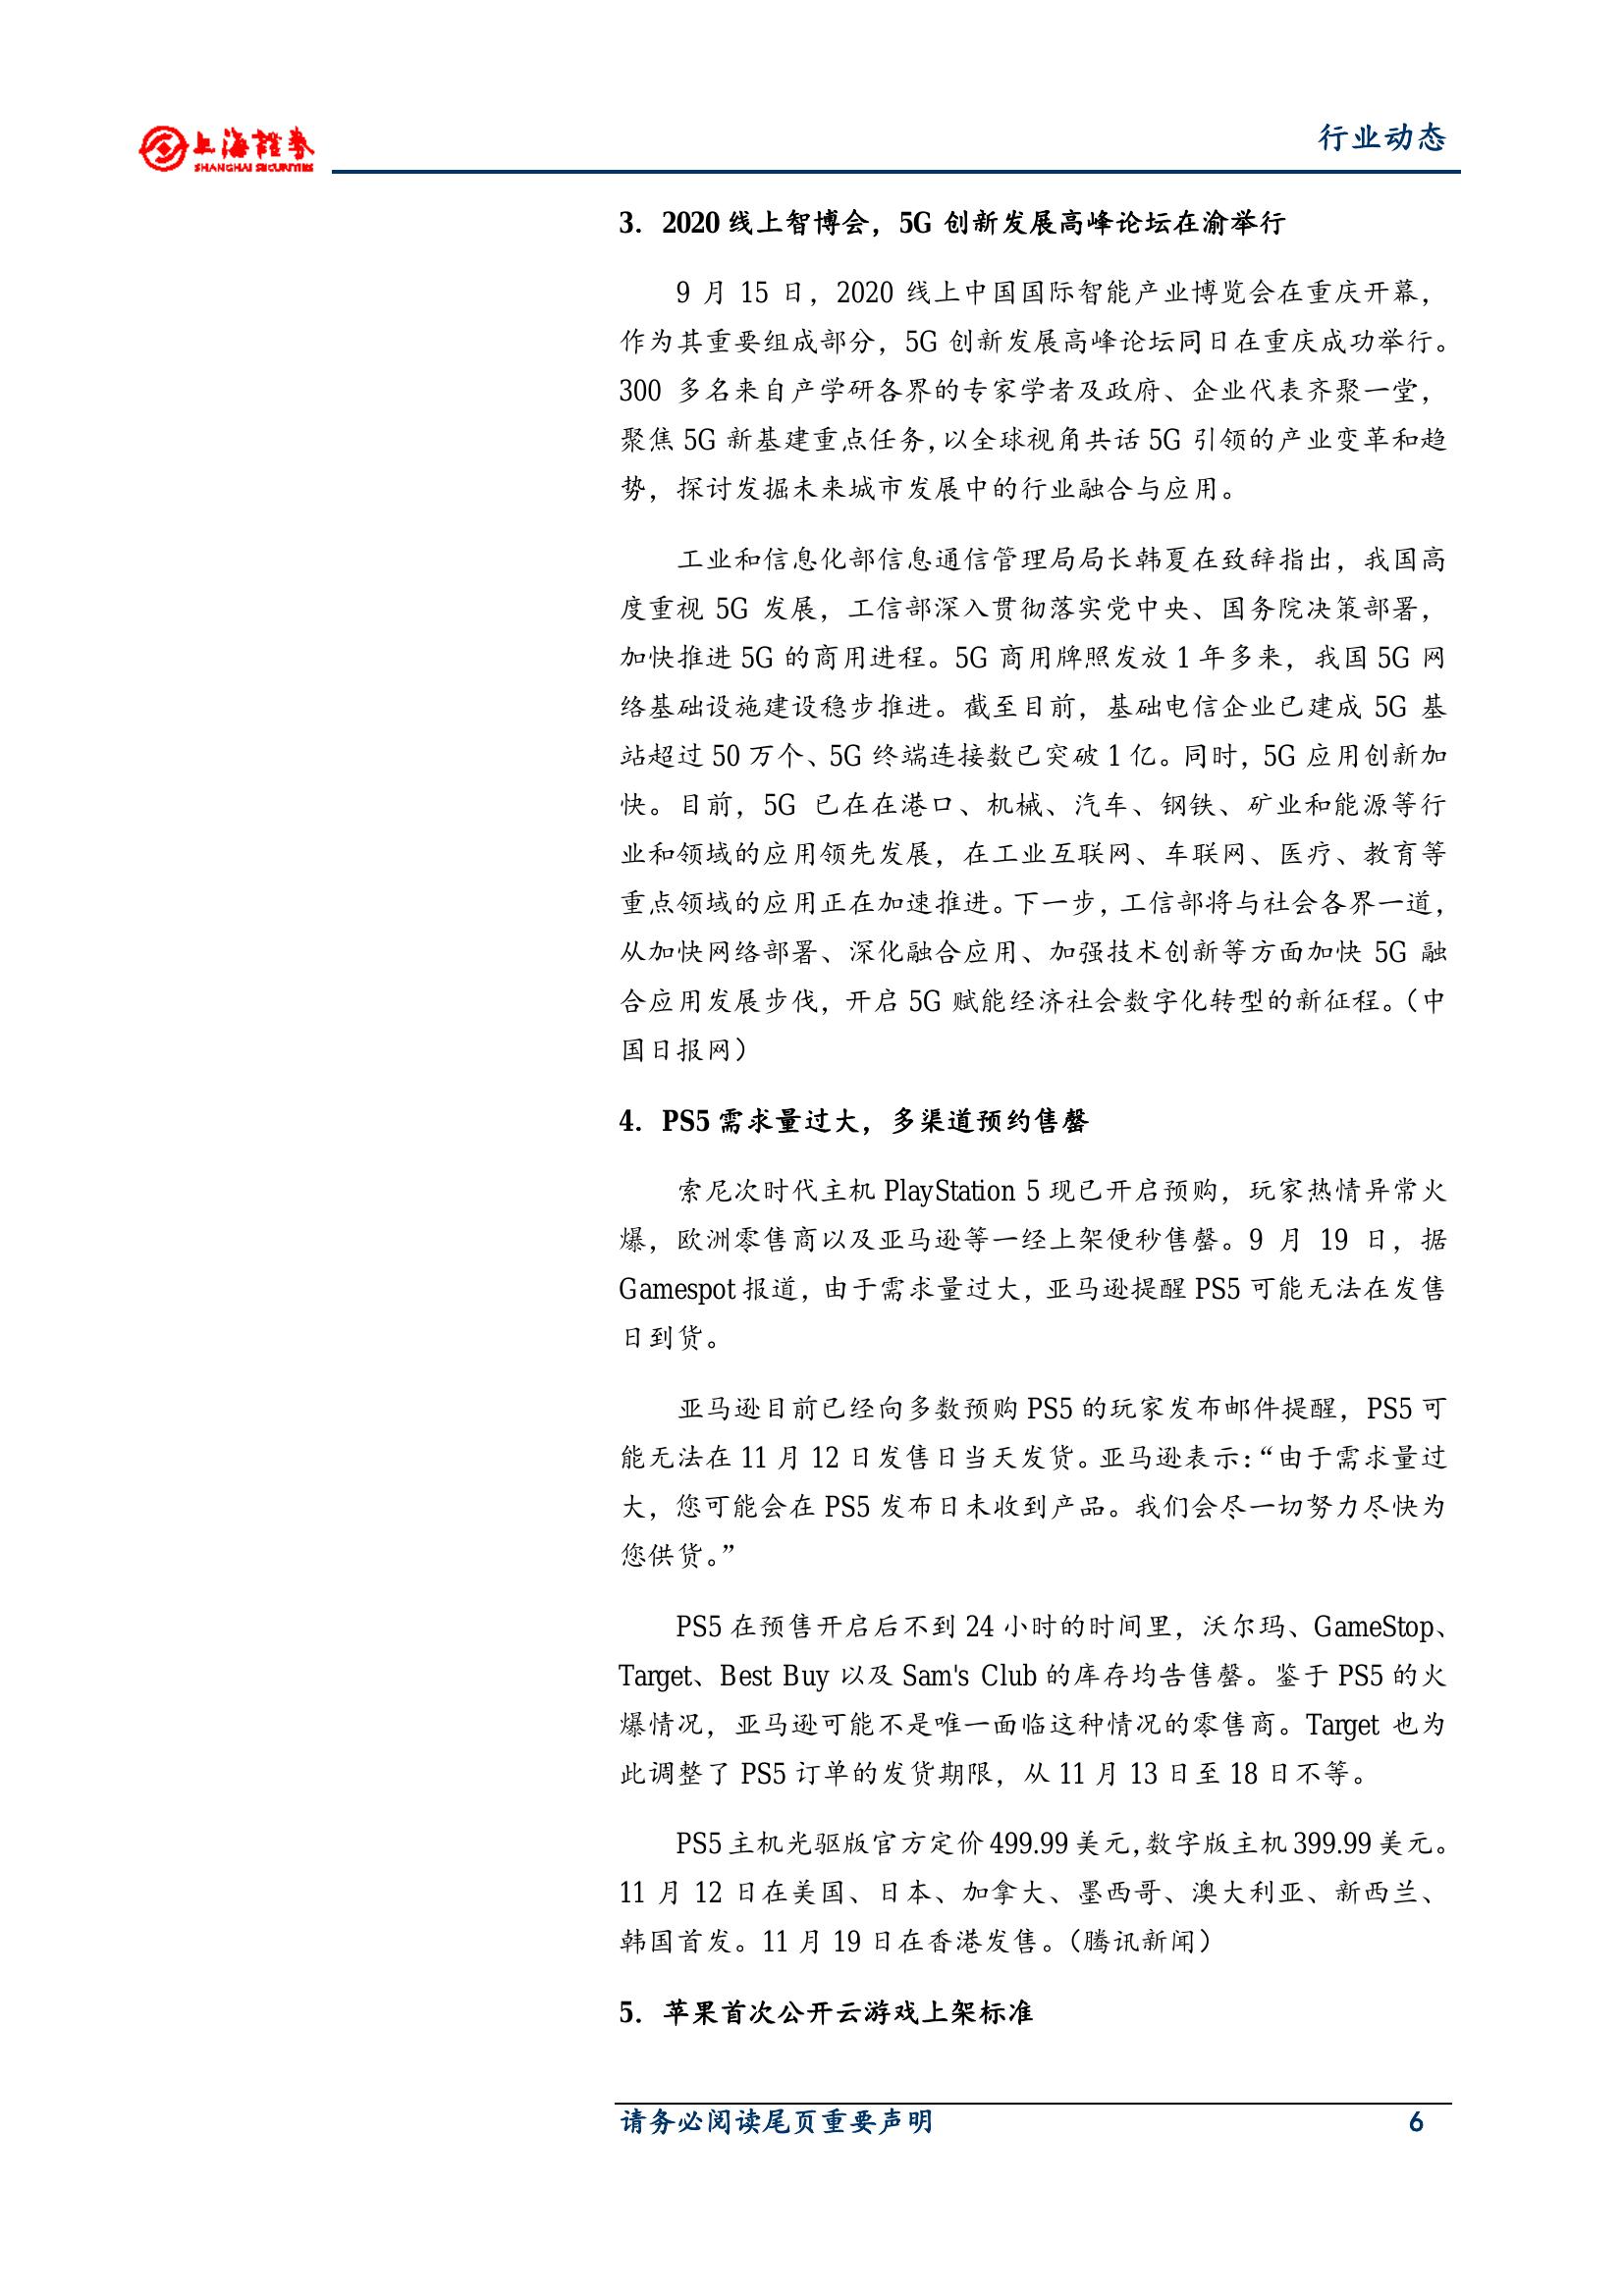 上海證券
SHANGHAI SECURITIES
行业动态
3. 2020 线上智博会，5G 创新发展高峰论坛在渝举行
9 月 15 日，2020 线上中国国际智能产业博览会在重庆开幕，
作为其重要组成部分，5G 创新发展高峰论坛同日在重庆成功举行。
300 多名来自产学研各界的专家学者及政府、企业代表齐聚一堂，
聚焦 5G 新基建重点任务，以全球视角共话 5G 引领的产业变革和趋
势，探讨发掘未来城市发展中的行业融合与应用。
工业和信息化部信息通信管理局局长韩夏在致辞指出，我国高
度重视 5G 发展，工信部深入贯彻落实党中央、国务院决策部署，
加快推进 5G 的商用进程。5G 商用牌照发放 1 年多来，我国 5G 网
络基础设施建设稳步推进。截至目前，基础电信企业已建成 5G 基
站超过 50 万个、5G 终端连接数已突破 1 亿。同时，5G 应用创新加
快。目前，5G 已在在港口、机械、汽车、钢铁、矿业和能源等行
业和领域的应用领先发展，在工业互联网、车联网、医疗、教育等
重点领域的应用正在加速推进。下一步，工信部将与社会各界一道，
从加快网络部署、深化融合应用、加强技术创新等方面加快 5G 融
合应用发展步伐，开启 5G 赋能经济社会数字化转型的新征程。（中
国日报网）
4. PS5 需求量过大，多渠道预约售罄
索尼次时代主机 PlayStation 5 现已开启预购，玩家热情异常火
爆，欧洲零售商以及亚马逊等一经上架便秒售罄。9 月 19 日，据
Gamespot 报道，由于需求量过大，亚马逊提醒 PS5 可能无法在发售
日到货。
亚马逊目前已经向多数预购 PS5 的玩家发布邮件提醒，PS5 可
能无法在 11 月 12 日发售日当天发货。亚马逊表示：“由于需求量过
大，您可能会在 PS5 发布日未收到产品。我们会尽一切努力尽快为
您供货。”
PS5 在预售开启后不到 24 小时的时间里，沃尔玛、GameStop、
Target、Best Buy 以及 Sam's Club 的库存均告售罄。鉴于 PS5 的火
爆情况，亚马逊可能不是唯一面临这种情况的零售商。Target 也为
此调整了 PS5 订单的发货期限，从 11 月 13 日至 18 日不等。
PS5 主机光驱版官方定价 499.99 美元，数字版主机 399.99 美元。
11 月 12 日在美国、日本、加拿大、墨西哥、澳大利亚、新西兰、
韩国首发。11 月 19 日在香港发售。（腾讯新闻）
5. 苹果首次公开云游戏上架标准
请务必阅读尾页重要声明
6